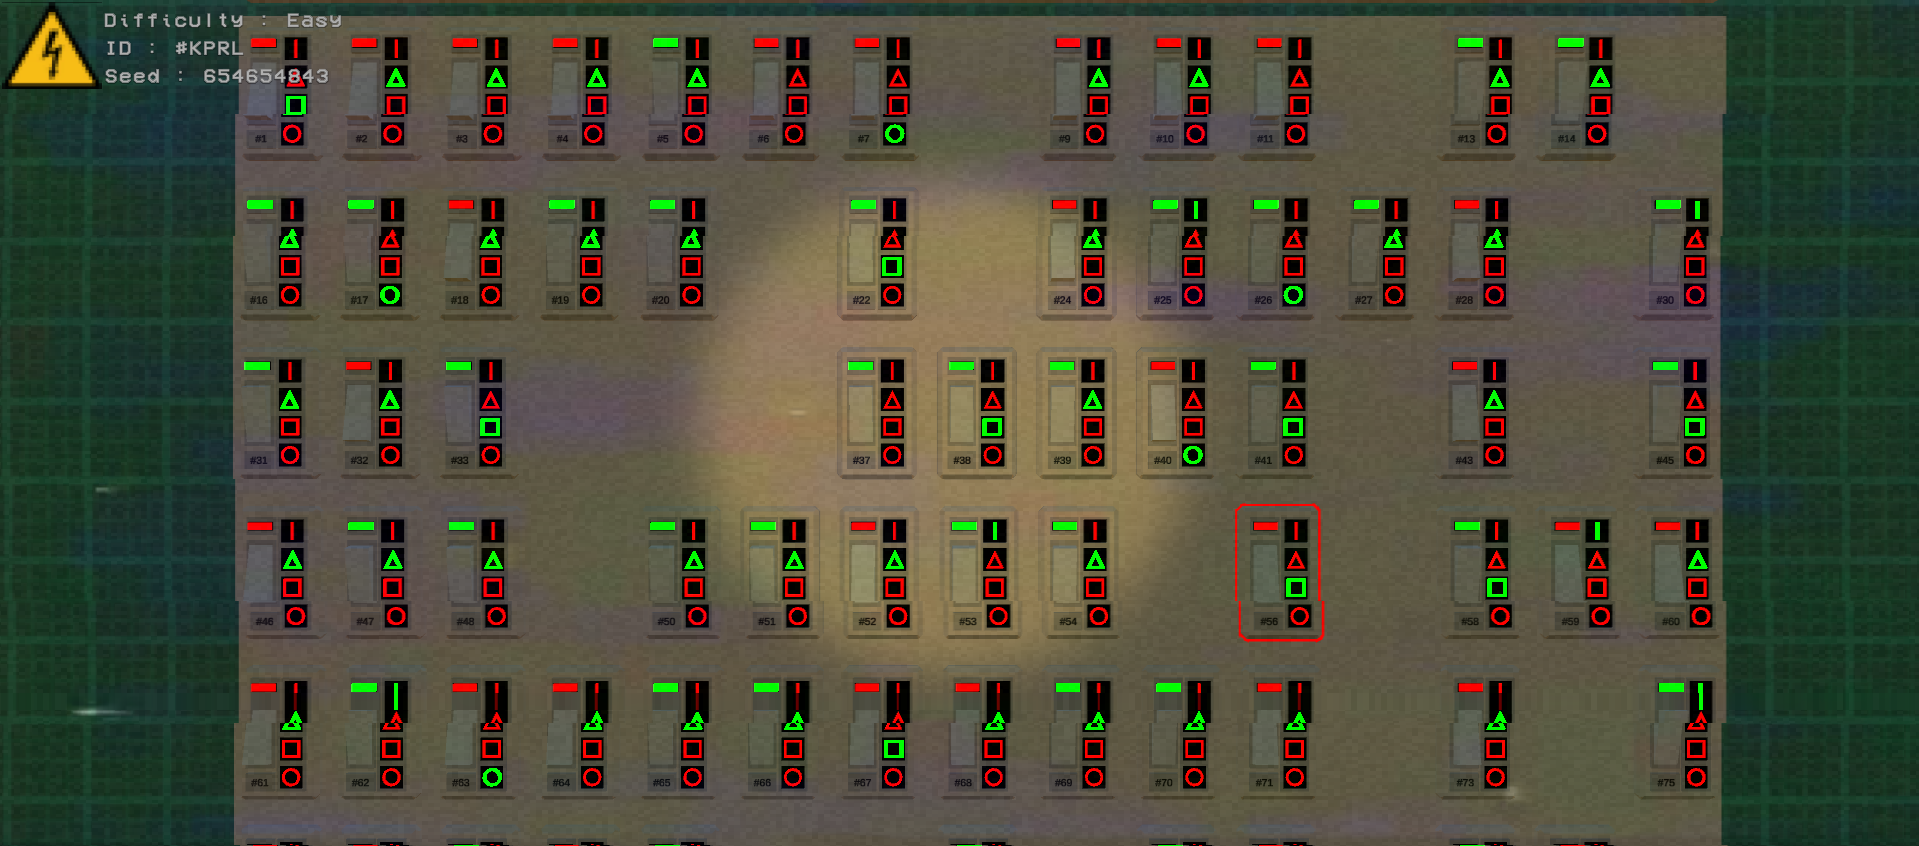 Difficulty : Easy
ID : #KPRL
Seed : 654654843
#1 #2 #3 #4 #5 #6 #7 #9 #10 #11 #13 #14
#16 #17 #18 #19 #20 #22 #24 #25 #26 #27 #28 #30
#31 #32 #33 #37 #38 #39 #40 #41 #43 #45
#46 #47 #48 #50 #51 #52 #53 #54 #56 #58 #59 #60
#61 #62 #63 #64 #65 #66 #67 #68 #69 #70 #71 #73 #75